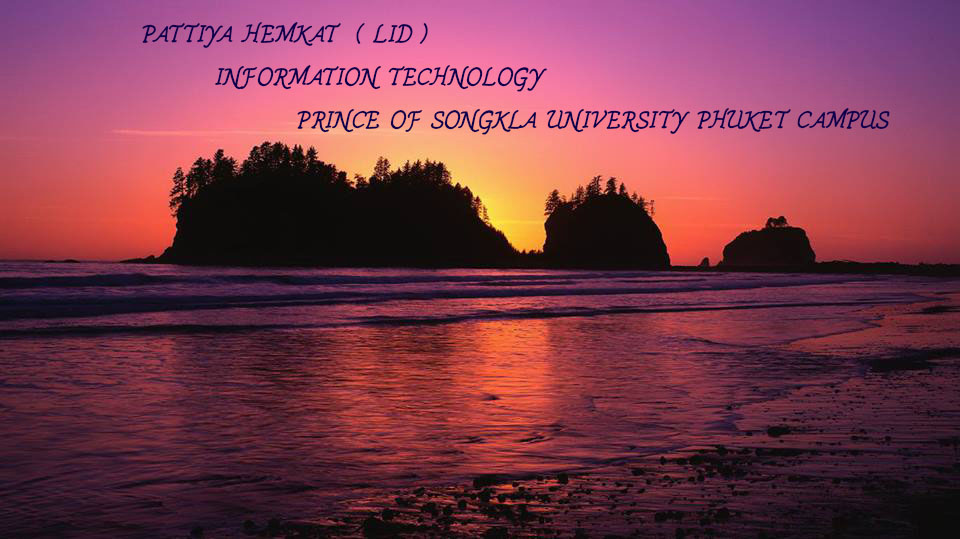 PATTIYA HEMKAT ( LID )
INFORMATION TECHNOLOGY
PRINCE OF SONGKLA UNIVERSITY PHUKET CAMPUS